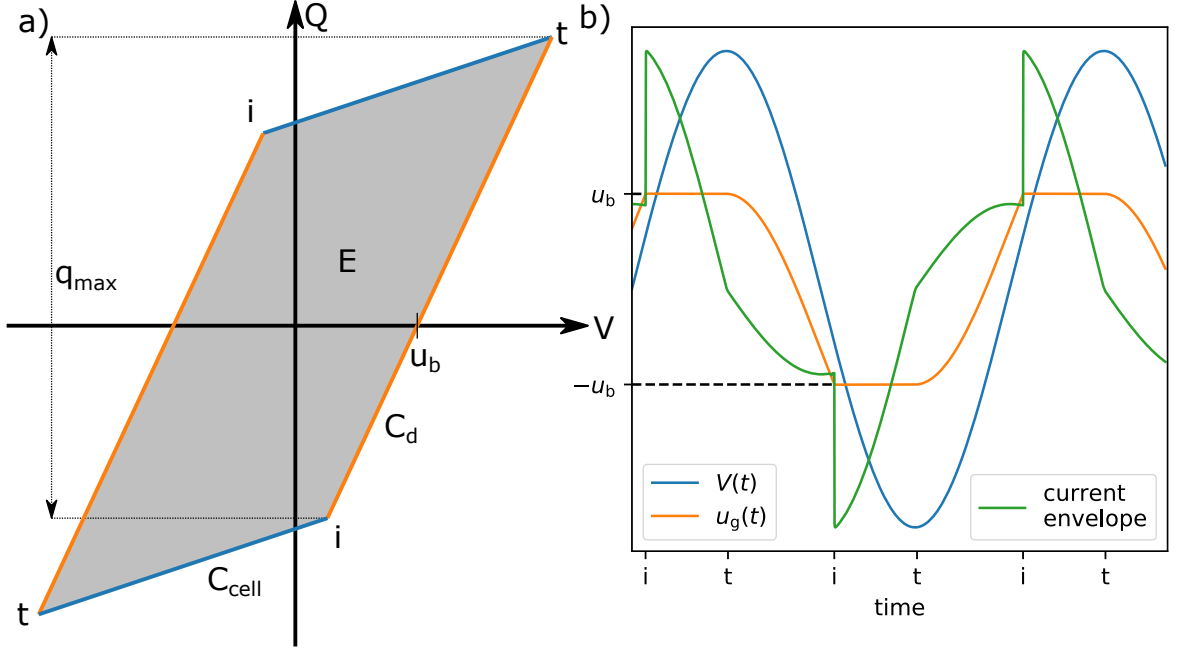 a)
Q
t
i
E
q_max
V
u_b
C_d
i
C_cell
t
b)
u_b
−u_b
V(t)
u_g(t)
current
envelope
i
t
i
t
i
t
time